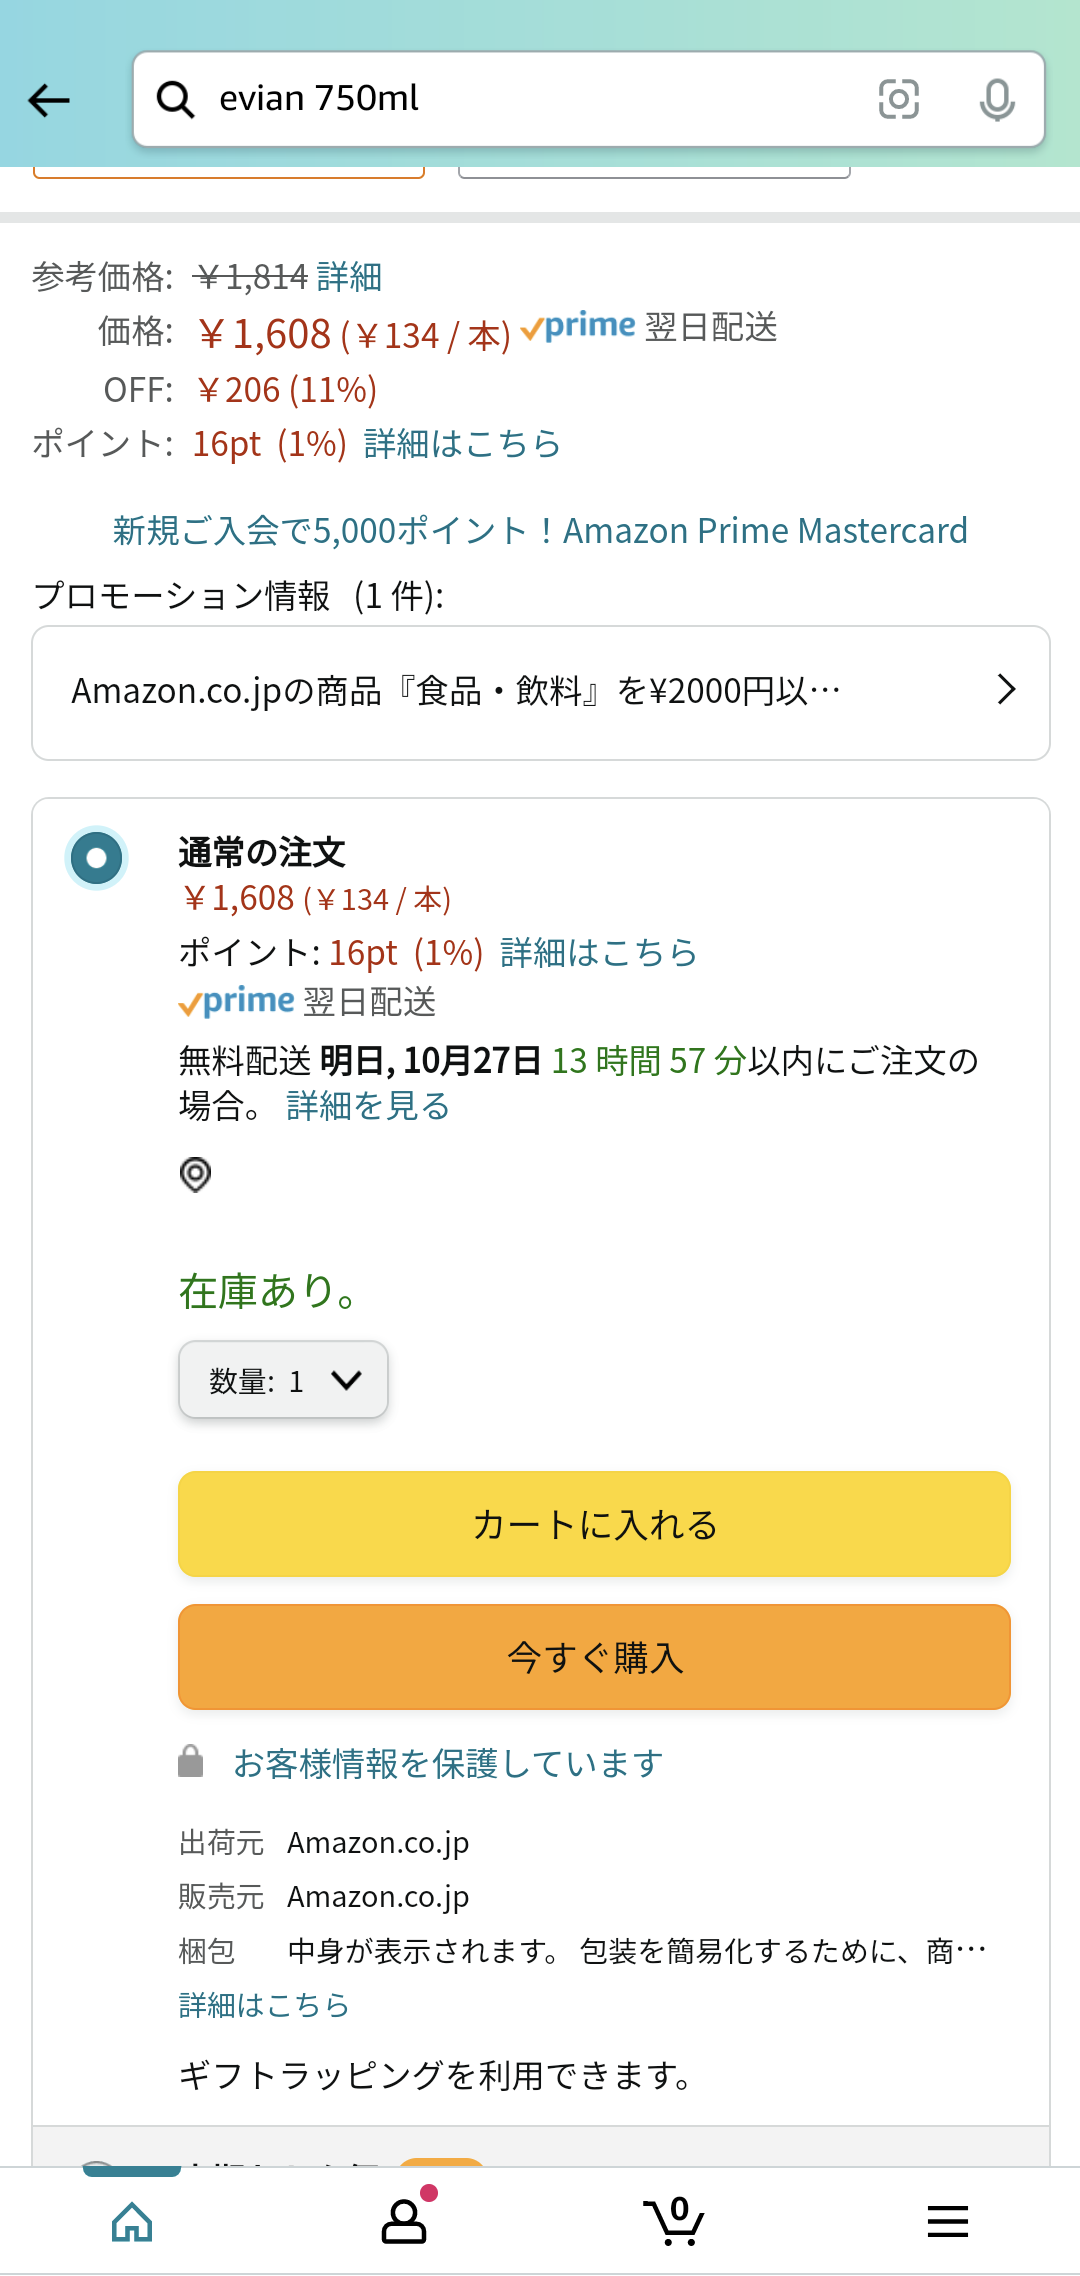 evian 750ml
参考価格: ￥1,814 詳細
価格: ￥1,608 (￥134 / 本) prime 翌日配送
OFF: ￥206 (11%)
ポイント: 16pt (1%) 詳細はこちら
新規ご入会で5,000ポイント！Amazon Prime Mastercard
プロモーション情報 (1 件):
Amazon.co.jpの商品『食品・飲料』を¥2000円以…
通常の注文
￥1,608 (￥134 / 本)
ポイント: 16pt (1%) 詳細はこちら
prime 翌日配送
無料配送 明日, 10月27日 13 時間 57 分以内にご注文の
場合。 詳細を見る
在庫あり。
数量: 1
カートに入れる
今すぐ購入
お客様情報を保護しています
出荷元 Amazon.co.jp
販売元 Amazon.co.jp
梱包 中身が表示されます。 包装を簡易化するために、商…
詳細はこちら
ギフトラッピングを利用できます。
0